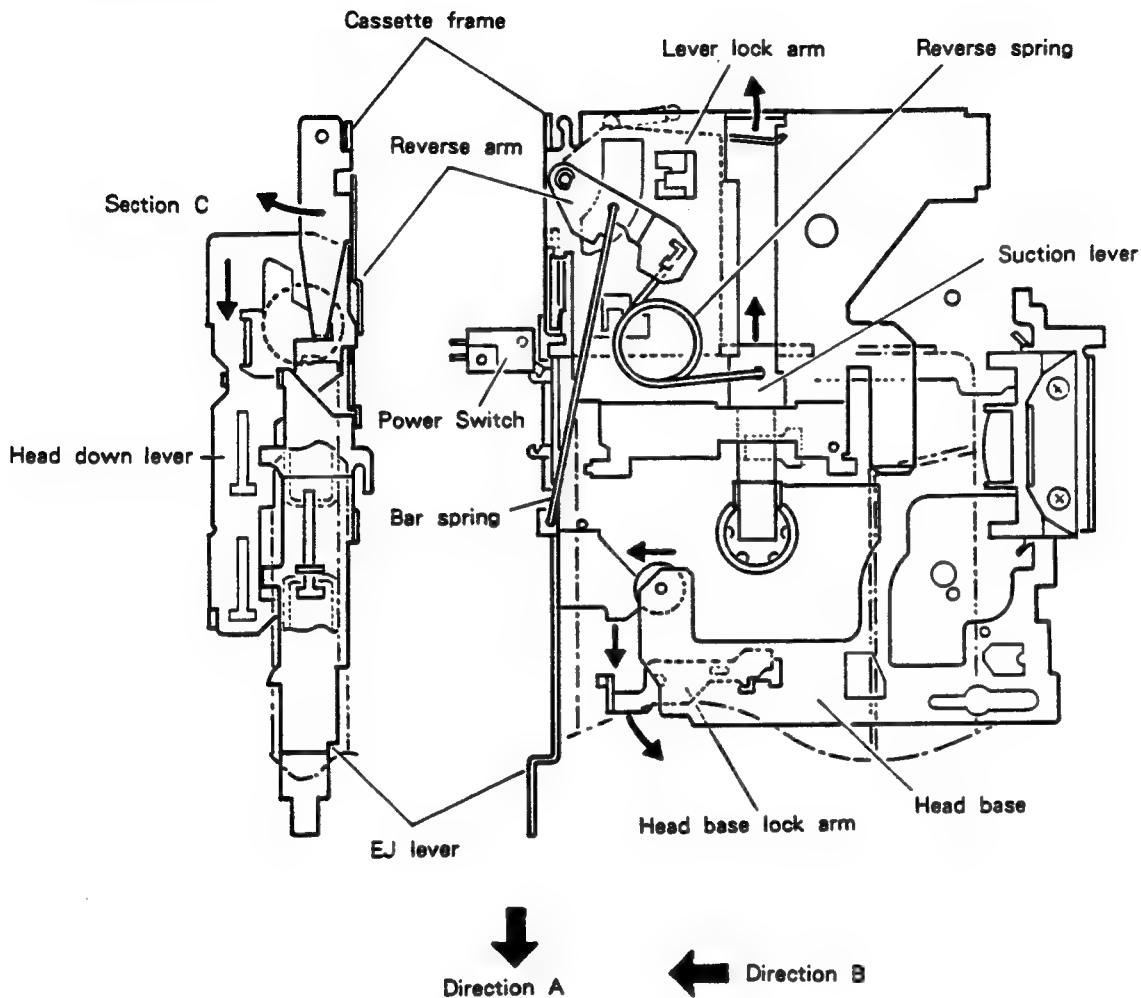 Cassette frame
Lever lock arm
Reverse spring
Reverse arm
Section C
Suction lever
Power Switch
Head down lever
Bar spring
Head base
Head base lock arm
EJ lever
Direction A
Direction B